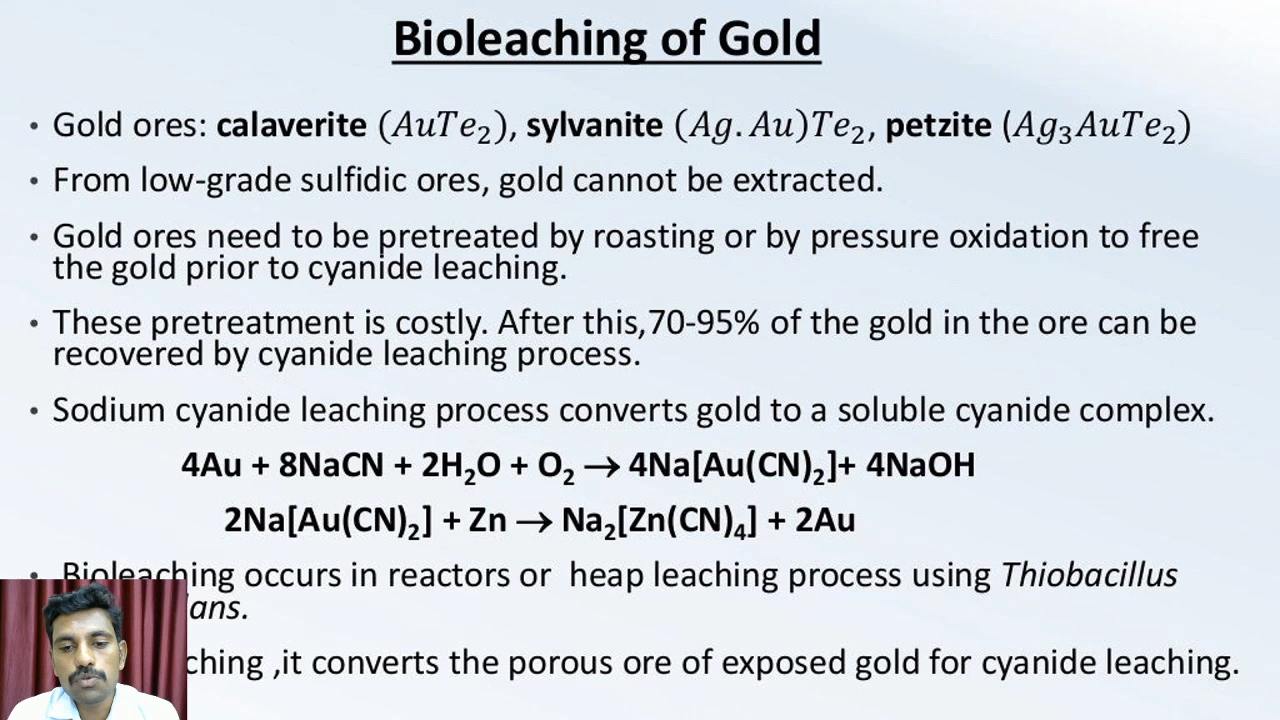 Bioleaching of Gold
• Gold ores: calaverite (AuTe₂), sylvanite (Ag.Au)Te₂, petzite (Ag₃AuTe₂)
• From low-grade sulfidic ores, gold cannot be extracted.
• Gold ores need to be pretreated by roasting or by pressure oxidation to free
the gold prior to cyanide leaching.
• These pretreatment is costly. After this,70-95% of the gold in the ore can be
recovered by cyanide leaching process.
• Sodium cyanide leaching process converts gold to a soluble cyanide complex.
4Au + 8NaCN + 2H₂O + O₂ → 4Na[Au(CN)₂]+ 4NaOH
2Na[Au(CN)₂] + Zn → Na₂[Zn(CN)₄] + 2Au
• Bioleaching occurs in reactors or heap leaching process using Thiobacillus
ans.
ching ,it converts the porous ore of exposed gold for cyanide leaching.